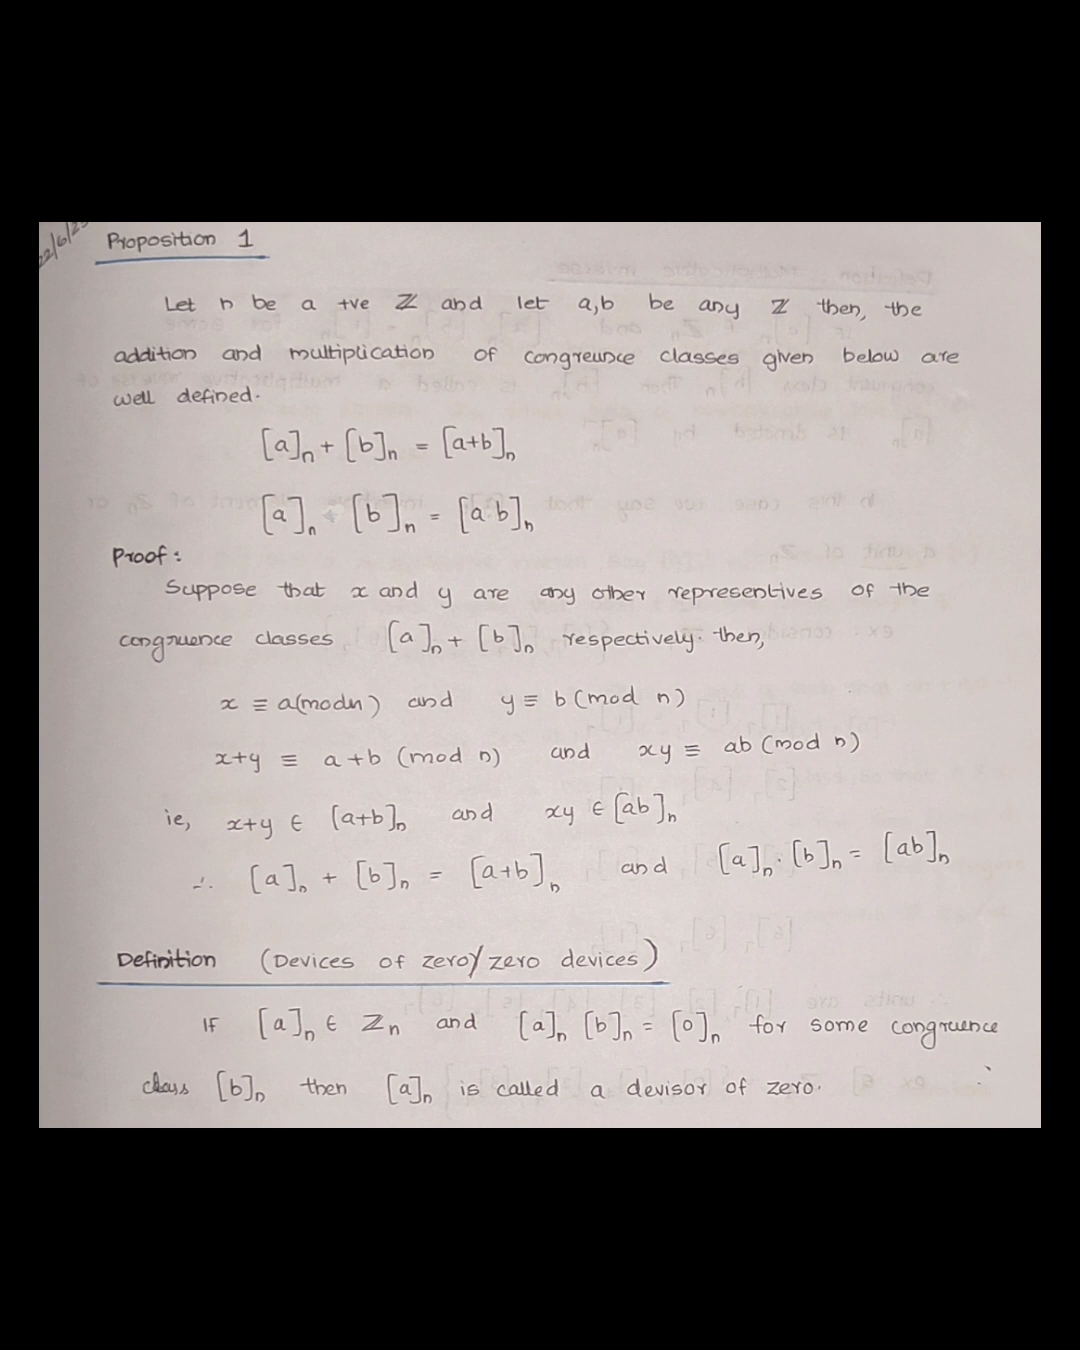 22/6/23
Proposition 1
Let n be a +ve ℤ and let a,b be any ℤ then, the
addition and multiplication of congreunce classes given below are
well defined.
[a]ₙ + [b]ₙ = [a+b]ₙ
[a]ₙ · [b]ₙ = [a·b]ₙ
Proof:
Suppose that x and y are any other representives of the
congruence classes [a]ₙ + [b]ₙ respectively. then,
x ≡ a(mod n) and y ≡ b (mod n)
x+y ≡ a+b (mod n) and xy ≡ ab (mod n)
ie, x+y ∈ [a+b]ₙ and xy ∈ [ab]ₙ
∴ [a]ₙ + [b]ₙ = [a+b]ₙ and [a]ₙ · [b]ₙ = [ab]ₙ
Definition (Devices of zero/zero devices)
IF [a]ₙ ∈ Zₙ and [a]ₙ [b]ₙ = [0]ₙ for some congruence
class [b]ₙ then [a]ₙ is called a devisor of zero.